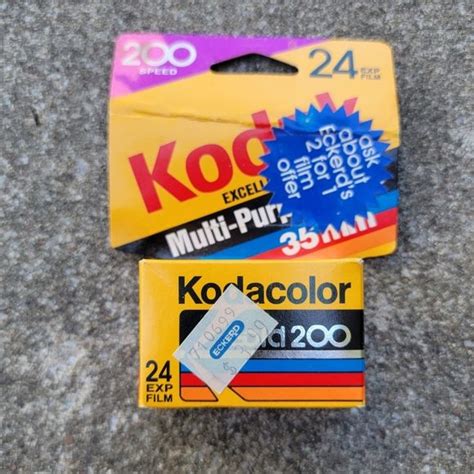 200
SPEED
24 EXP
FILM
Kod
EXCELL
Multi-Pur
35mm
ask
about
Eckerd's
2 for 1
film
offer
Kodacolor
200
ECKERD
24
EXP
FILM